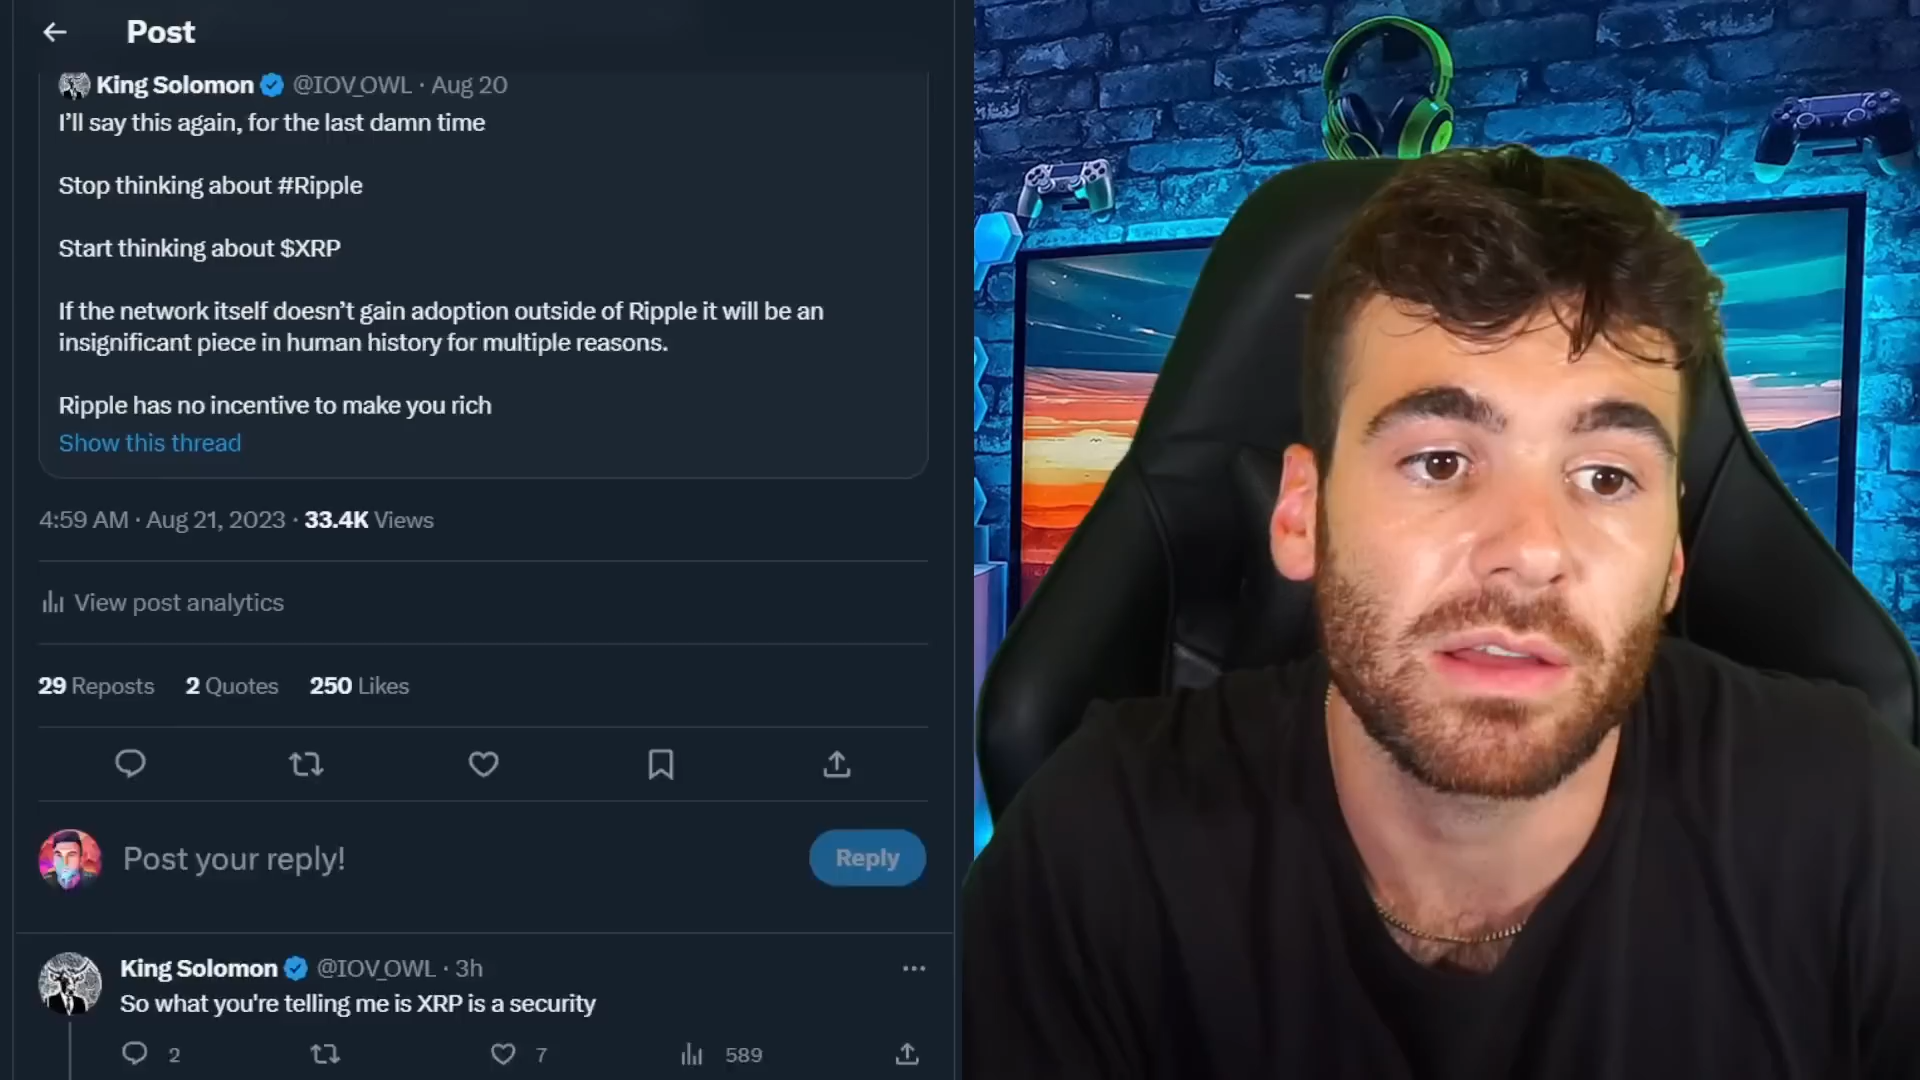 Post
King Solomon @IOV_OWL · Aug 20
I’ll say this again, for the last damn time
Stop thinking about #Ripple
Start thinking about $XRP
If the network itself doesn’t gain adoption outside of Ripple it will be an
insignificant piece in human history for multiple reasons.
Ripple has no incentive to make you rich
Show this thread
4:59 AM · Aug 21, 2023 · 33.4K Views
View post analytics
29 Reposts 2 Quotes 250 Likes
Post your reply!
Reply
King Solomon @IOV_OWL · 3h
So what you're telling me is XRP is a security
2 7 589